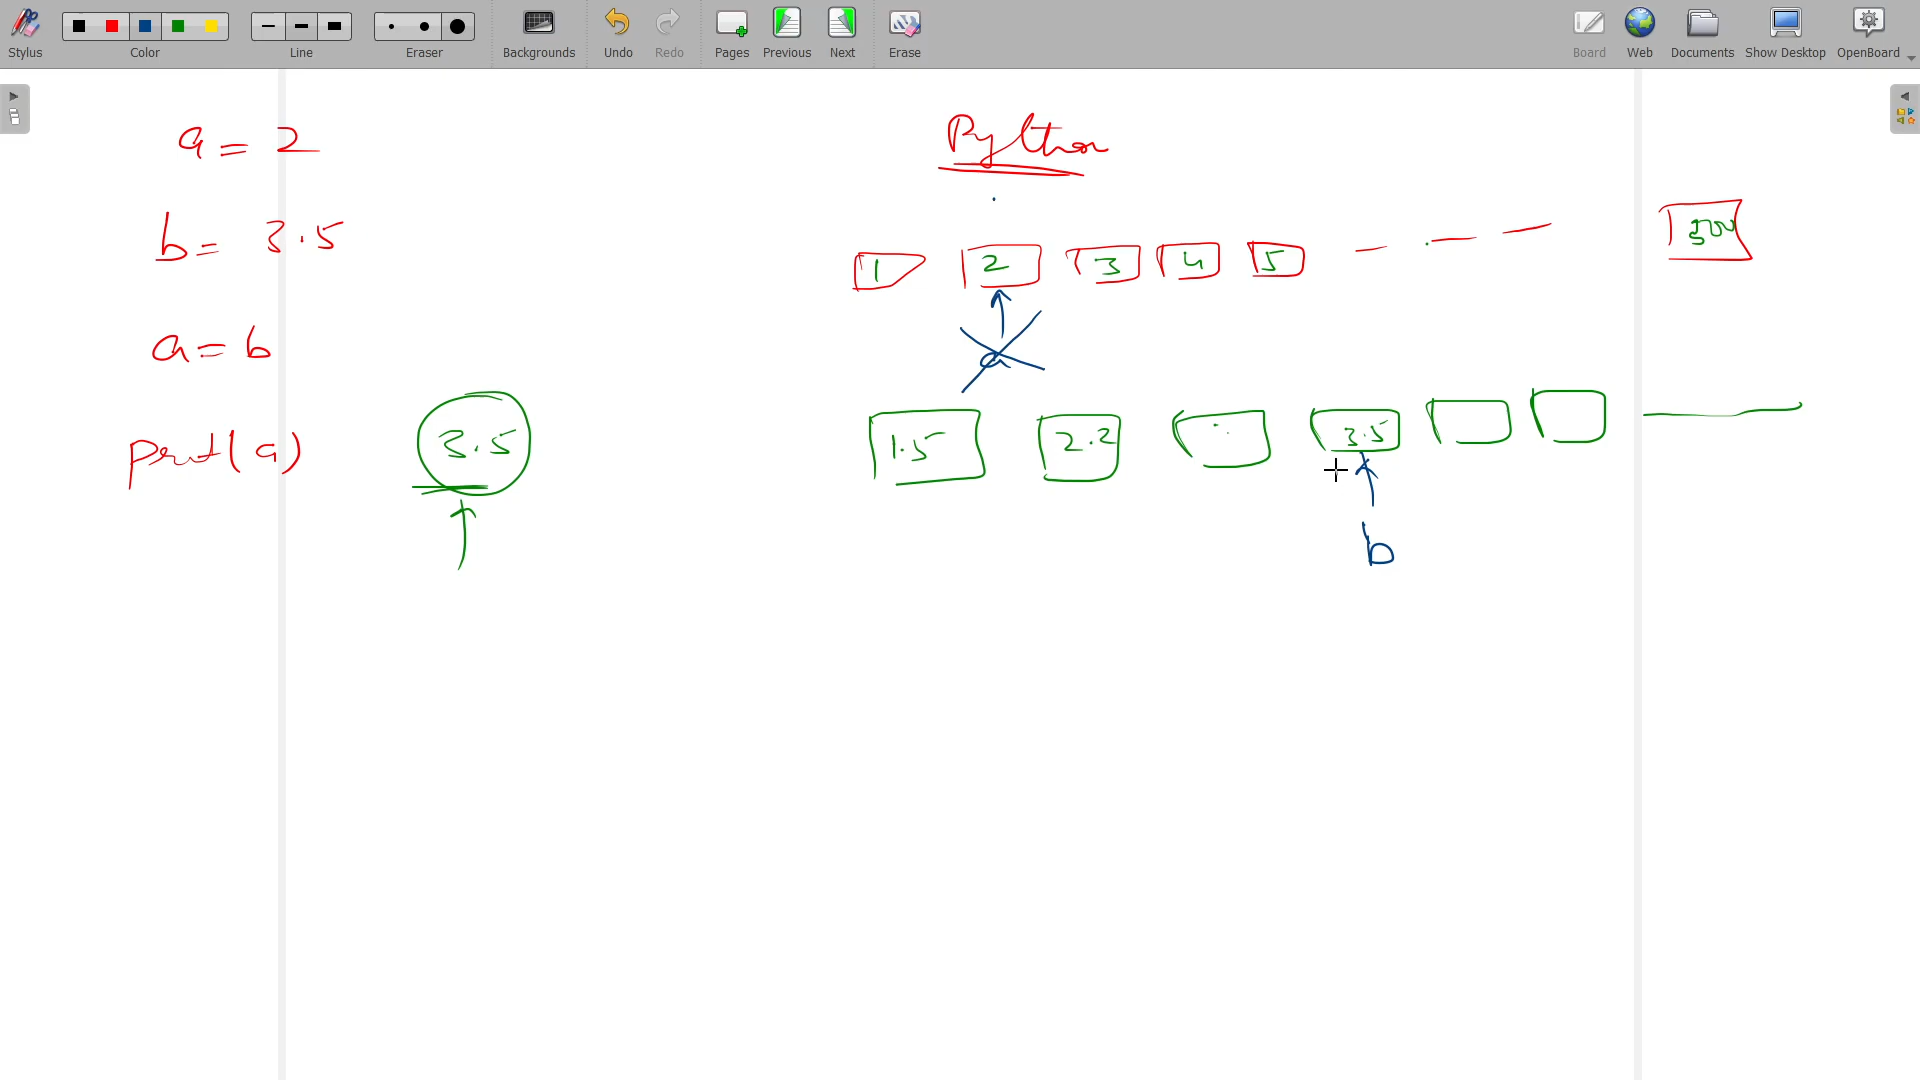 Stylus Color Line Eraser Backgrounds Undo Redo Pages Previous Next Erase Board Web Documents Show Desktop OpenBoard
a = 2
Python
b = 3.5
1 2 3 4 5 500
a = b
a
print(a) 3.5
1.5 2.2 3.5
b